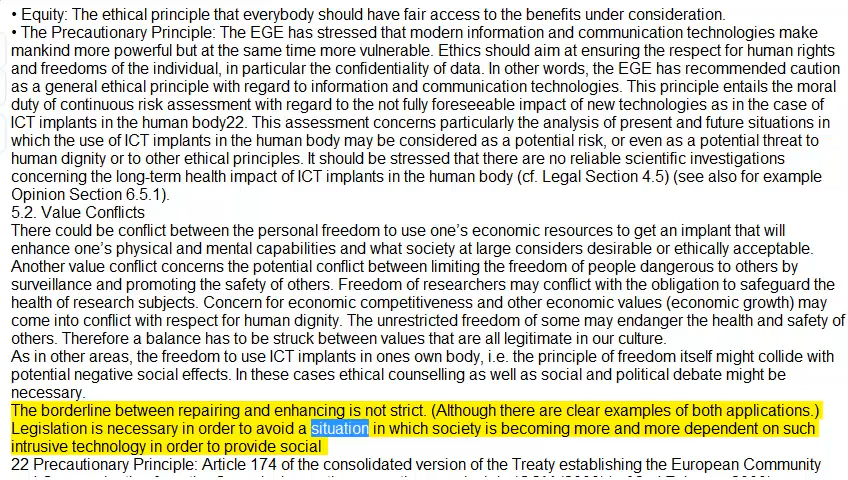 • Equity: The ethical principle that everybody should have fair access to the benefits under consideration.
• The Precautionary Principle: The EGE has stressed that modern information and communication technologies make
mankind more powerful but at the same time more vulnerable. Ethics should aim at ensuring the respect for human rights
and freedoms of the individual, in particular the confidentiality of data. In other words, the EGE has recommended caution
as a general ethical principle with regard to information and communication technologies. This principle entails the moral
duty of continuous risk assessment with regard to the not fully foreseeable impact of new technologies as in the case of
ICT implants in the human body22. This assessment concerns particularly the analysis of present and future situations in
which the use of ICT implants in the human body may be considered as a potential risk, or even as a potential threat to
human dignity or to other ethical principles. It should be stressed that there are no reliable scientific investigations
concerning the long-term health impact of ICT implants in the human body (cf. Legal Section 4.5) (see also for example
Opinion Section 6.5.1).
5.2. Value Conflicts
There could be conflict between the personal freedom to use one’s economic resources to get an implant that will
enhance one’s physical and mental capabilities and what society at large considers desirable or ethically acceptable.
Another value conflict concerns the potential conflict between limiting the freedom of people dangerous to others by
surveillance and promoting the safety of others. Freedom of researchers may conflict with the obligation to safeguard the
health of research subjects. Concern for economic competitiveness and other economic values (economic growth) may
come into conflict with respect for human dignity. The unrestricted freedom of some may endanger the health and safety of
others. Therefore a balance has to be struck between values that are all legitimate in our culture.
As in other areas, the freedom to use ICT implants in ones own body, i.e. the principle of freedom itself might collide with
potential negative social effects. In these cases ethical counselling as well as social and political debate might be
necessary.
The borderline between repairing and enhancing is not strict. (Although there are clear examples of both applications.)
Legislation is necessary in order to avoid a situation in which society is becoming more and more dependent on such
intrusive technology in order to provide social
22 Precautionary Principle: Article 174 of the consolidated version of the Treaty establishing the European Community